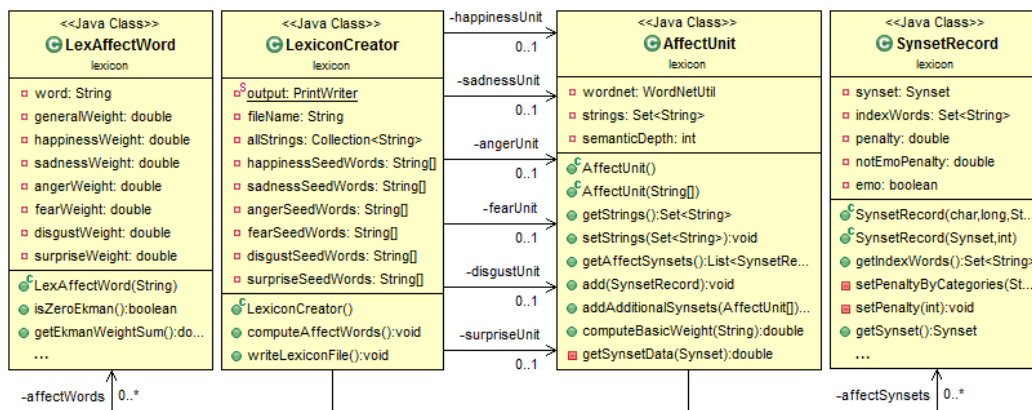 <<Java Class>>
LexAffectWord
lexicon
word: String
generalWeight: double
happinessWeight: double
sadnessWeight: double
angerWeight: double
fearWeight: double
disgustWeight: double
surpriseWeight: double
LexAffectWord(String)
isZeroEkman():boolean
getEkmanWeightSum():do...
...
-affectWords
0..*
<<Java Class>>
LexiconCreator
lexicon
output: PrintWriter
fileName: String
allStrings: Collection<String>
happinessSeedWords: String[]
sadnessSeedWords: String[]
angerSeedWords: String[]
fearSeedWords: String[]
disgustSeedWords: String[]
surpriseSeedWords: String[]
LexiconCreator()
computeAffectWords():void
writeLexiconFile():void
-happinessUnit
0..1
-sadnessUnit
0..1
-angerUnit
0..1
-fearUnit
0..1
-disgustUnit
0..1
-surpriseUnit
0..1
<<Java Class>>
AffectUnit
lexicon
wordnet: WordNetUtil
strings: Set<String>
semanticDepth: int
AffectUnit()
AffectUnit(String[])
getStrings():Set<String>
setStrings(Set<String>):void
getAffectSynsets():List<SynsetRe...
add(SynsetRecord):void
addAdditionalSynsets(AffectUnit[])...
computeBasicWeight(String):double
getSynsetData(Synset):double
<<Java Class>>
SynsetRecord
lexicon
synset: Synset
indexWords: Set<String>
penalty: double
notEmoPenalty: double
emo: boolean
SynsetRecord(char,long,St...
SynsetRecord(Synset,int)
getIndexWords():Set<String>
setPenaltyByCategories(St...
setPenalty(int):void
getSynset():Synset
...
-affectSynsets
0..*